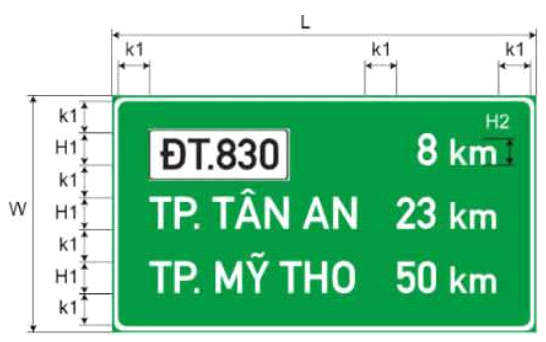 L
k1 k1 k1
k1 H2
H1 ĐT.830 8 km
k1
W H1 TP. TÂN AN 23 km
k1
H1 TP. MỸ THO 50 km
k1